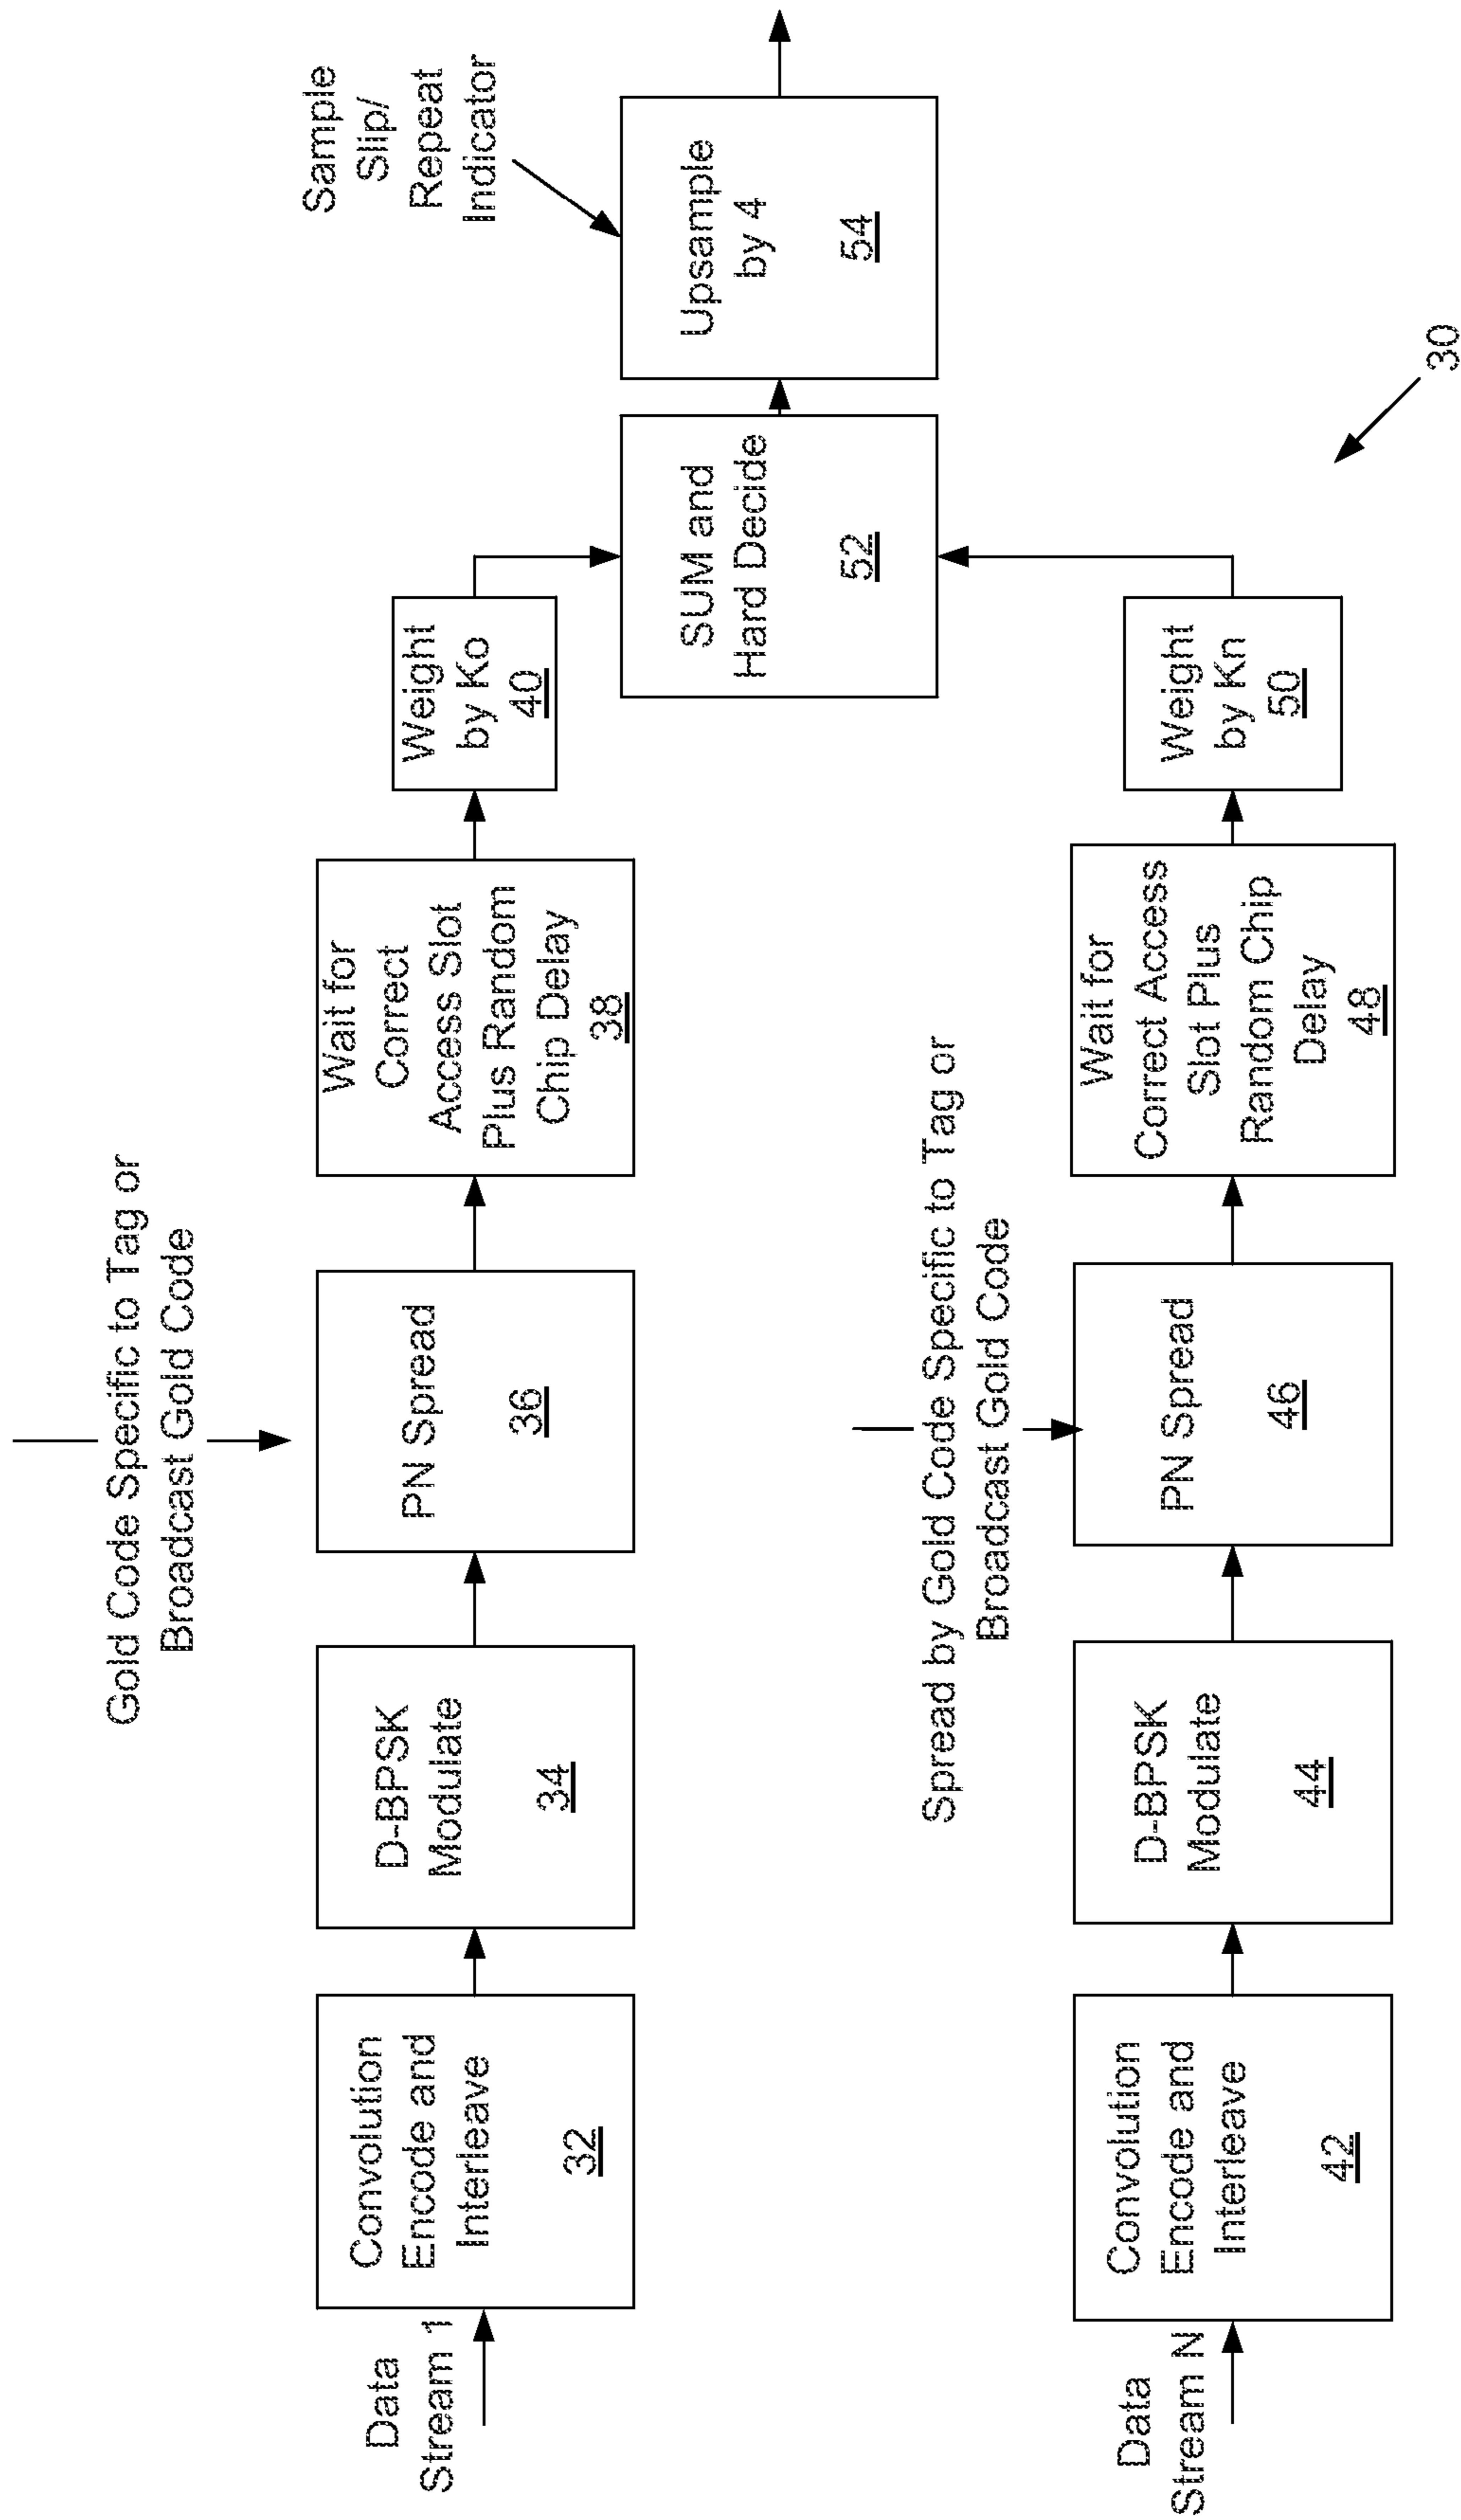 Gold Code Specific to Tag or
Broadcast Gold Code
Data
Stream 1
Convolution
Encode and
Interleave
32
D-BPSK
Modulate
34
PN Spread
36
Wait for
Correct
Access Slot
Plus Random
Chip Delay
38
Weight
by Ko
40
SUM and
Hard Decide
52
Upsample
by 4
54
Sample
Slip/
Repeat
Indicator
Spread by Gold Code Specific to Tag or
Broadcast Gold Code
Data
Stream N
Convolution
Encode and
Interleave
42
D-BPSK
Modulate
44
PN Spread
46
Wait for
Correct Access
Slot Plus
Random Chip
Delay
48
Weight
by Kn
50
30